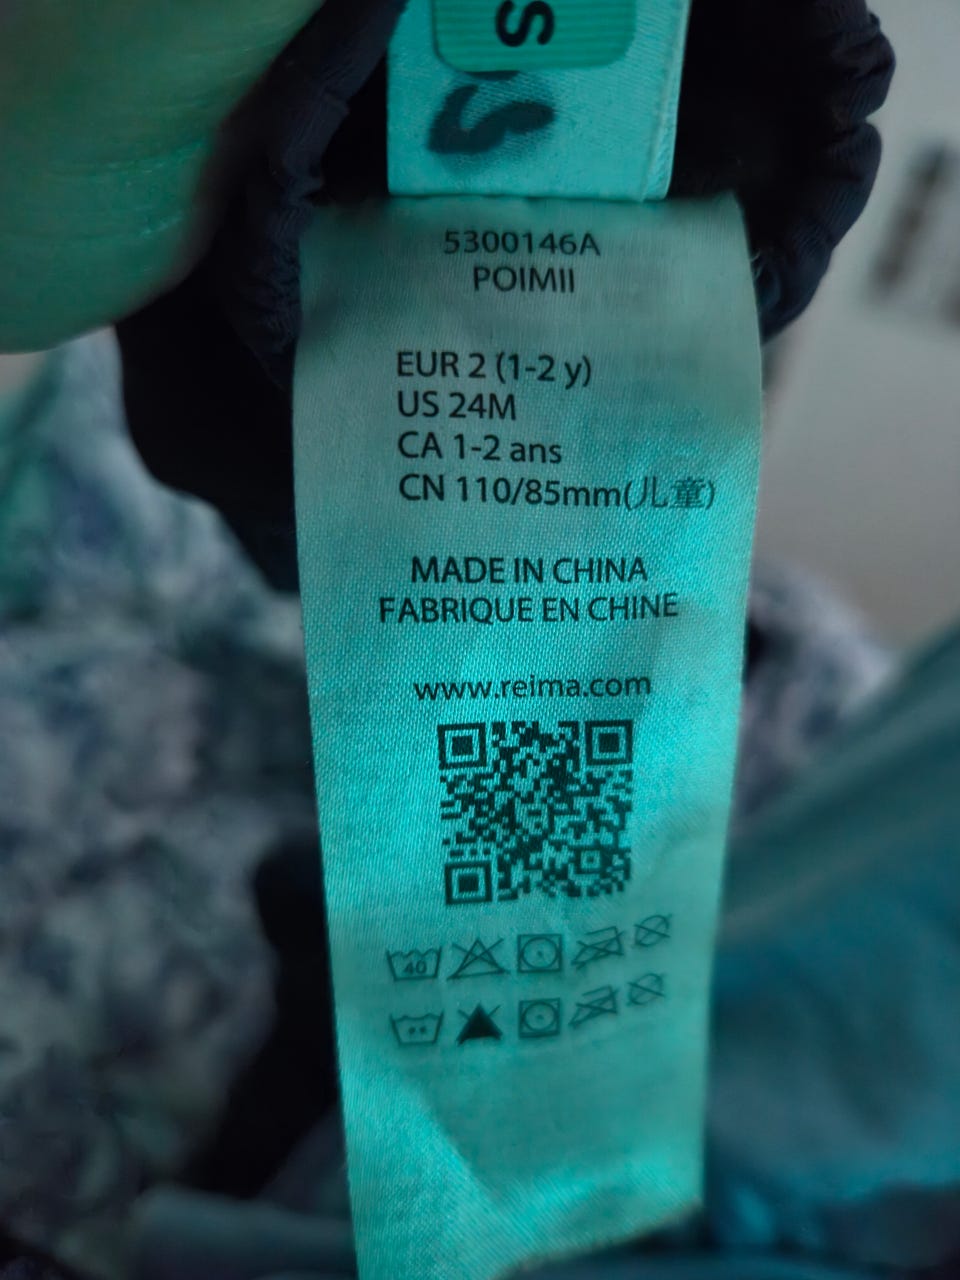 S
5300146A
POIMII
EUR 2 (1-2 y)
US 24M
CA 1-2 ans
CN 110/85mm(儿童)
MADE IN CHINA
FABRIQUE EN CHINE
www.reima.com
40